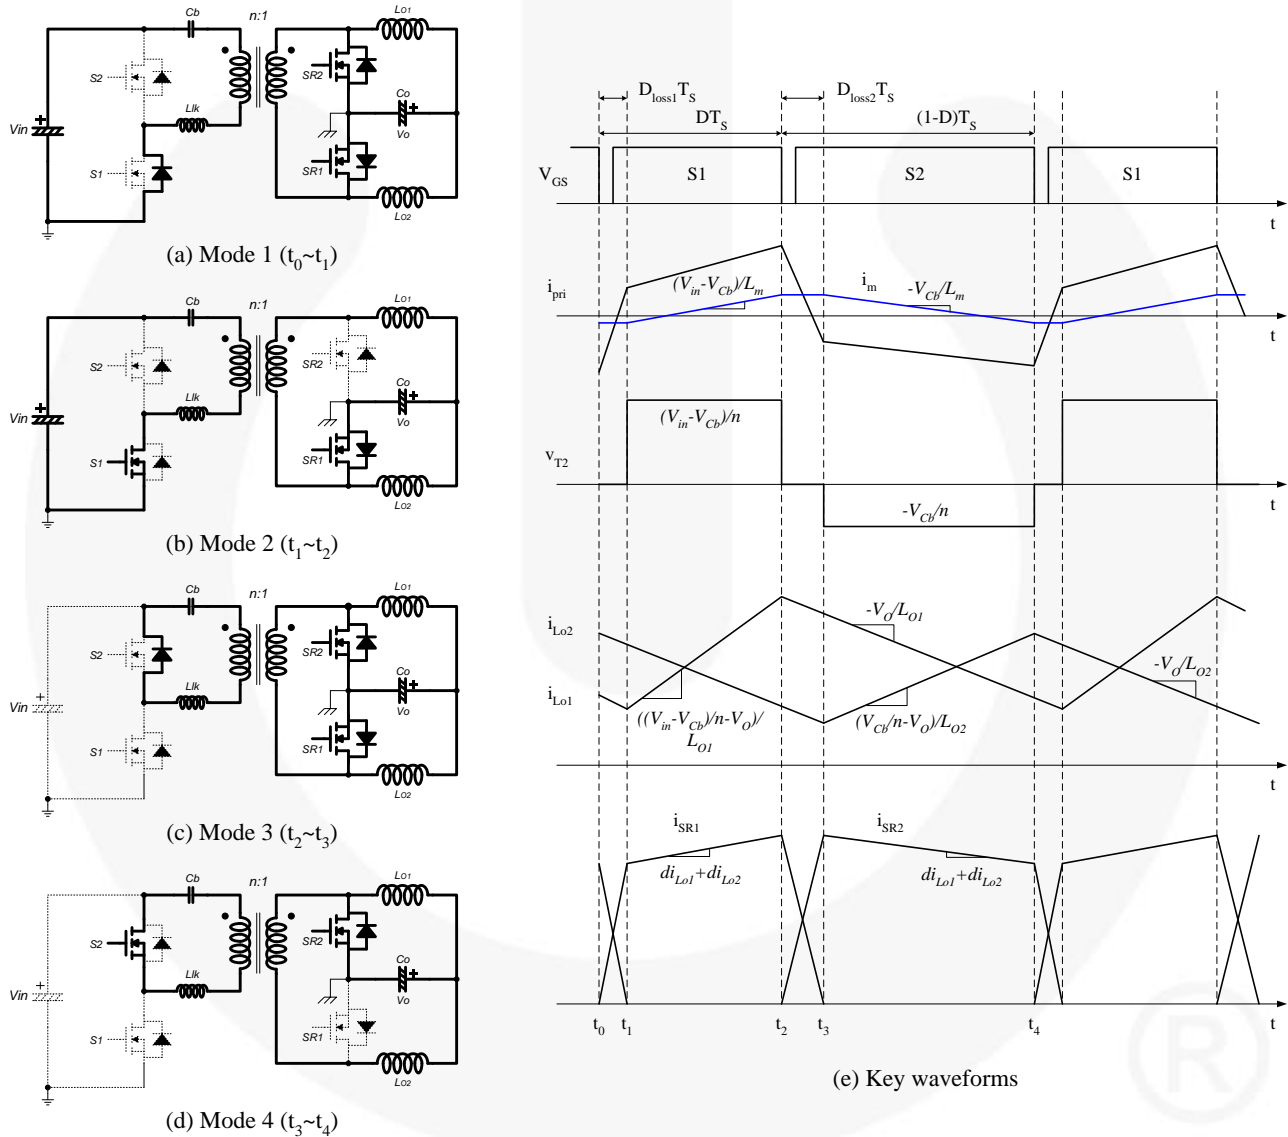 Cb
n:1
LO1
S2
SR2
Llk
Co
Vin
Vo
S1
SR1
LO2
(a) Mode 1 (t0~t1)
Cb
n:1
LO1
S2
SR2
Llk
Co
Vin
Vo
S1
SR1
LO2
(b) Mode 2 (t1~t2)
Cb
n:1
LO1
S2
SR2
Llk
Co
Vin
Vo
S1
SR1
LO2
(c) Mode 3 (t2~t3)
Cb
n:1
LO1
S2
SR2
Llk
Co
Vin
Vo
S1
SR1
LO2
(d) Mode 4 (t3~t4)
Dloss1TS Dloss2TS
DTS (1-D)TS
VGS S1 S2 S1
t
ipri (Vin-VCb)/Lm im -VCb/Lm
t
(Vin-VCb)/n
vT2
-VCb/n
t
-VO/LO1
iLo2
-VO/LO2
iLo1
((Vin-VCb)/n-VO)/
LO1
(VCb/n-VO)/LO2
t
iSR1 iSR2
diLo1+diLo2 diLo1+diLo2
t0 t1 t2 t3 t4 t
(e) Key waveforms
®